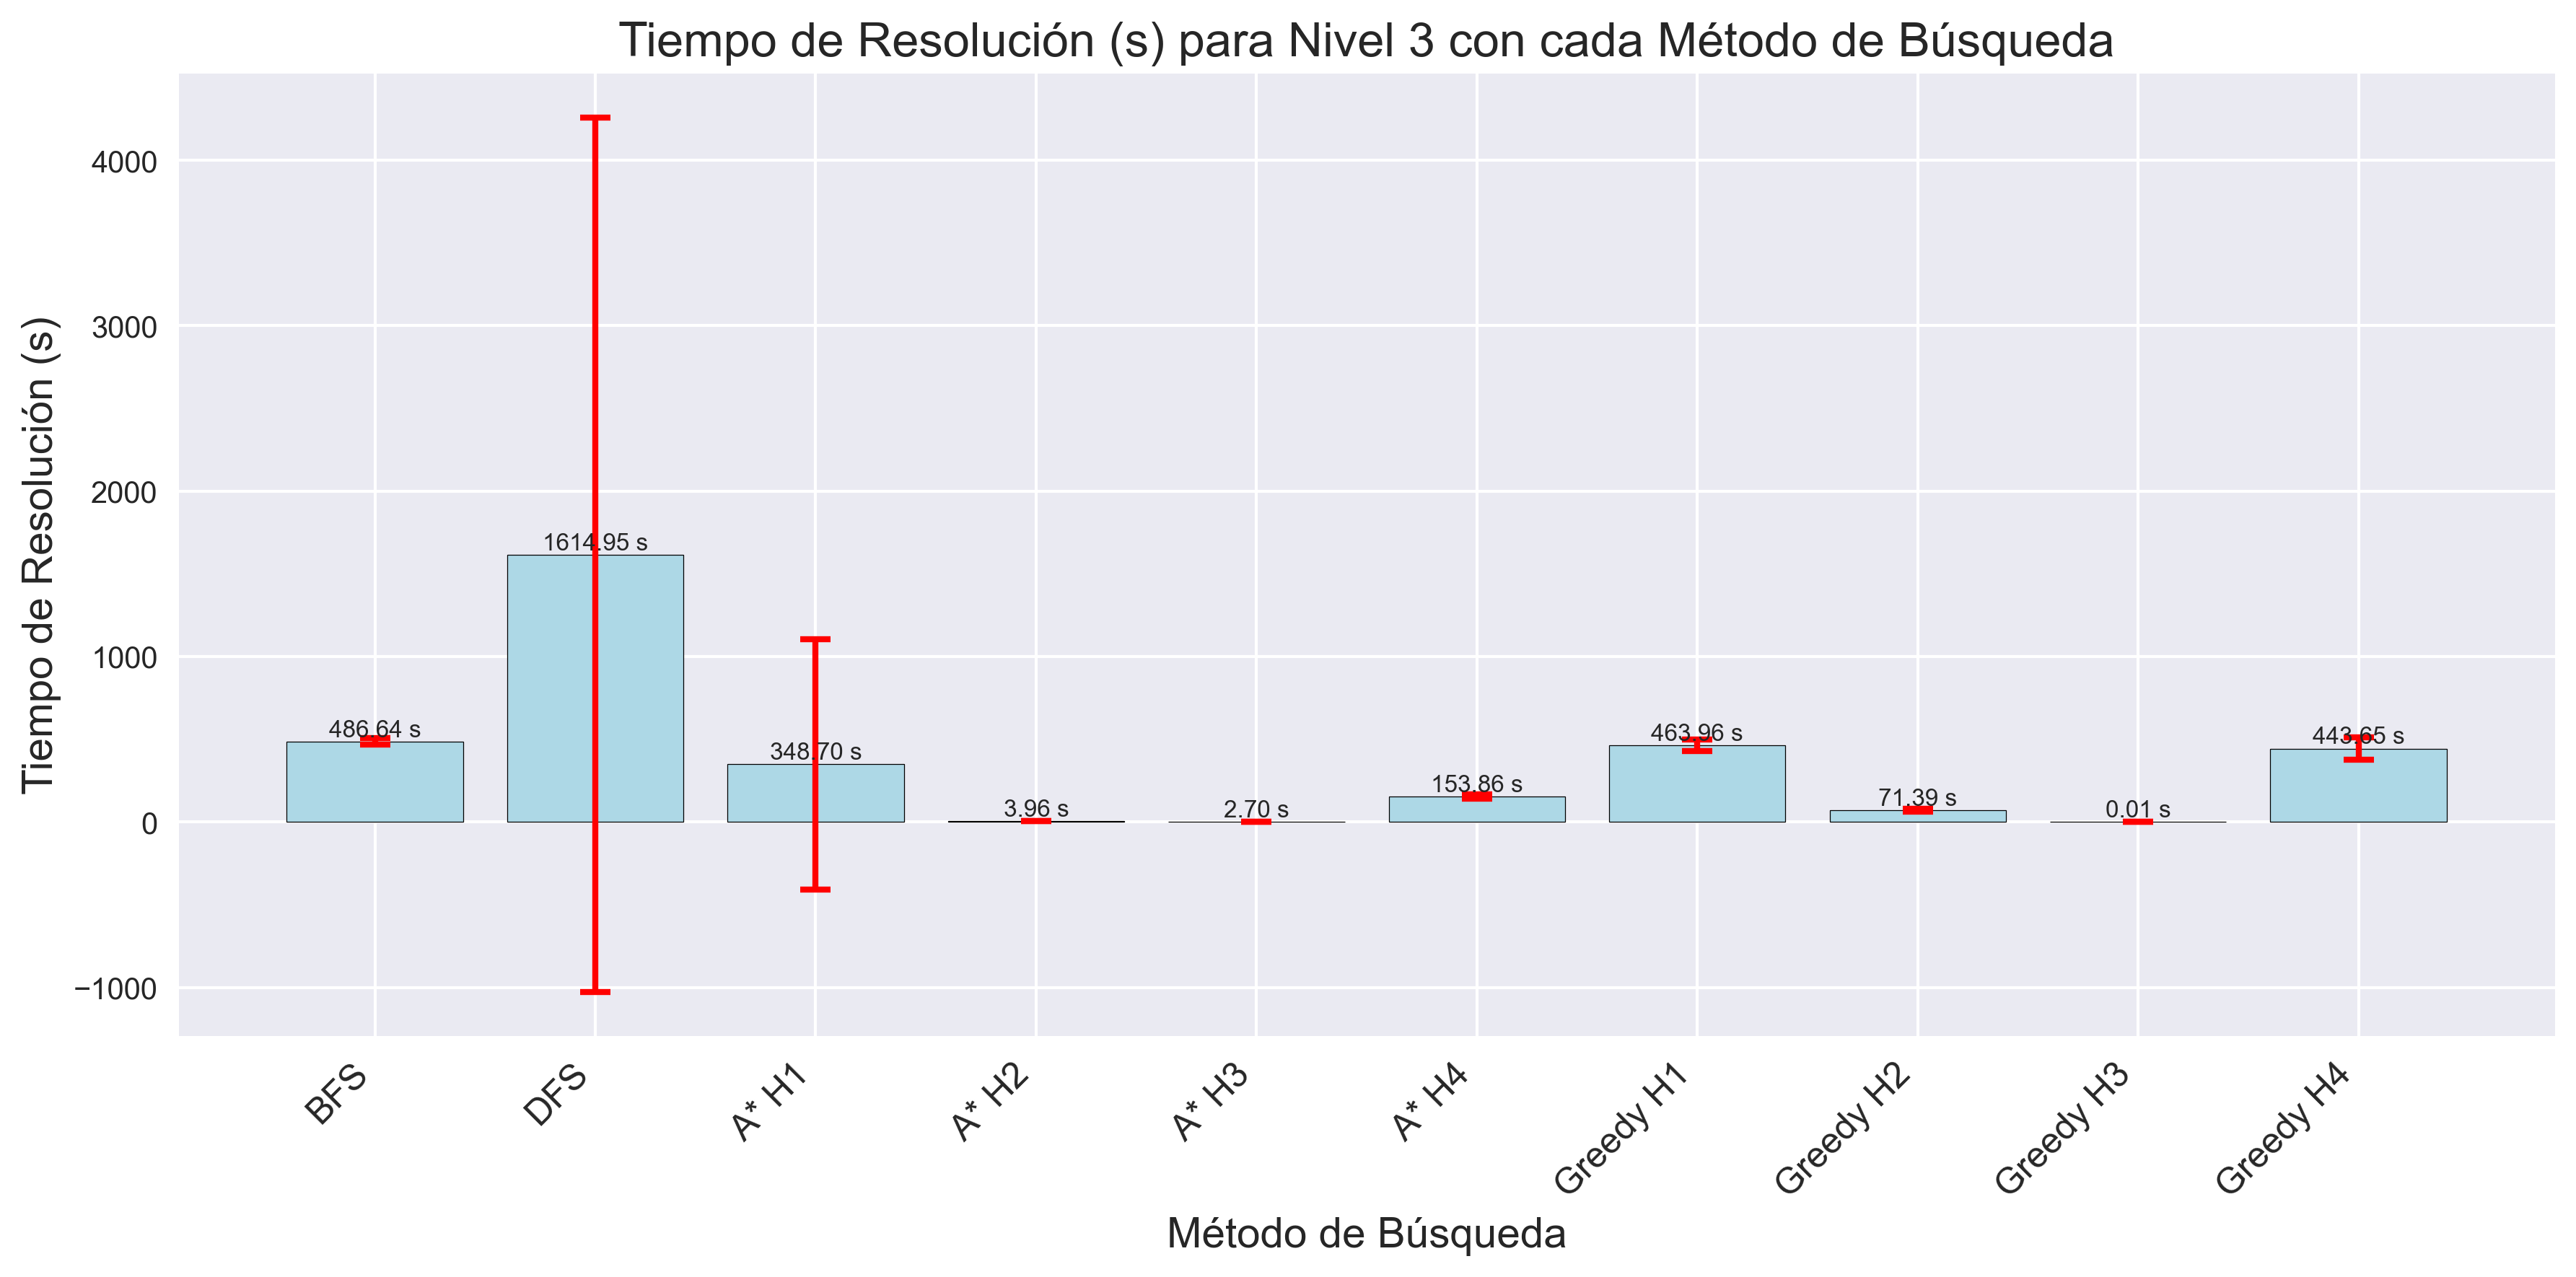 Tiempo de Resolución (s) para Nivel 3 con cada Método de Búsqueda
Tiempo de Resolución (s)
4000
3000
2000
1000
0
−1000
486.64 s
1614.95 s
348.70 s
3.96 s
2.70 s
153.86 s
463.96 s
71.39 s
0.01 s
443.65 s
BFS
DFS
A* H1
A* H2
A* H3
A* H4
Greedy H1
Greedy H2
Greedy H3
Greedy H4
Método de Búsqueda